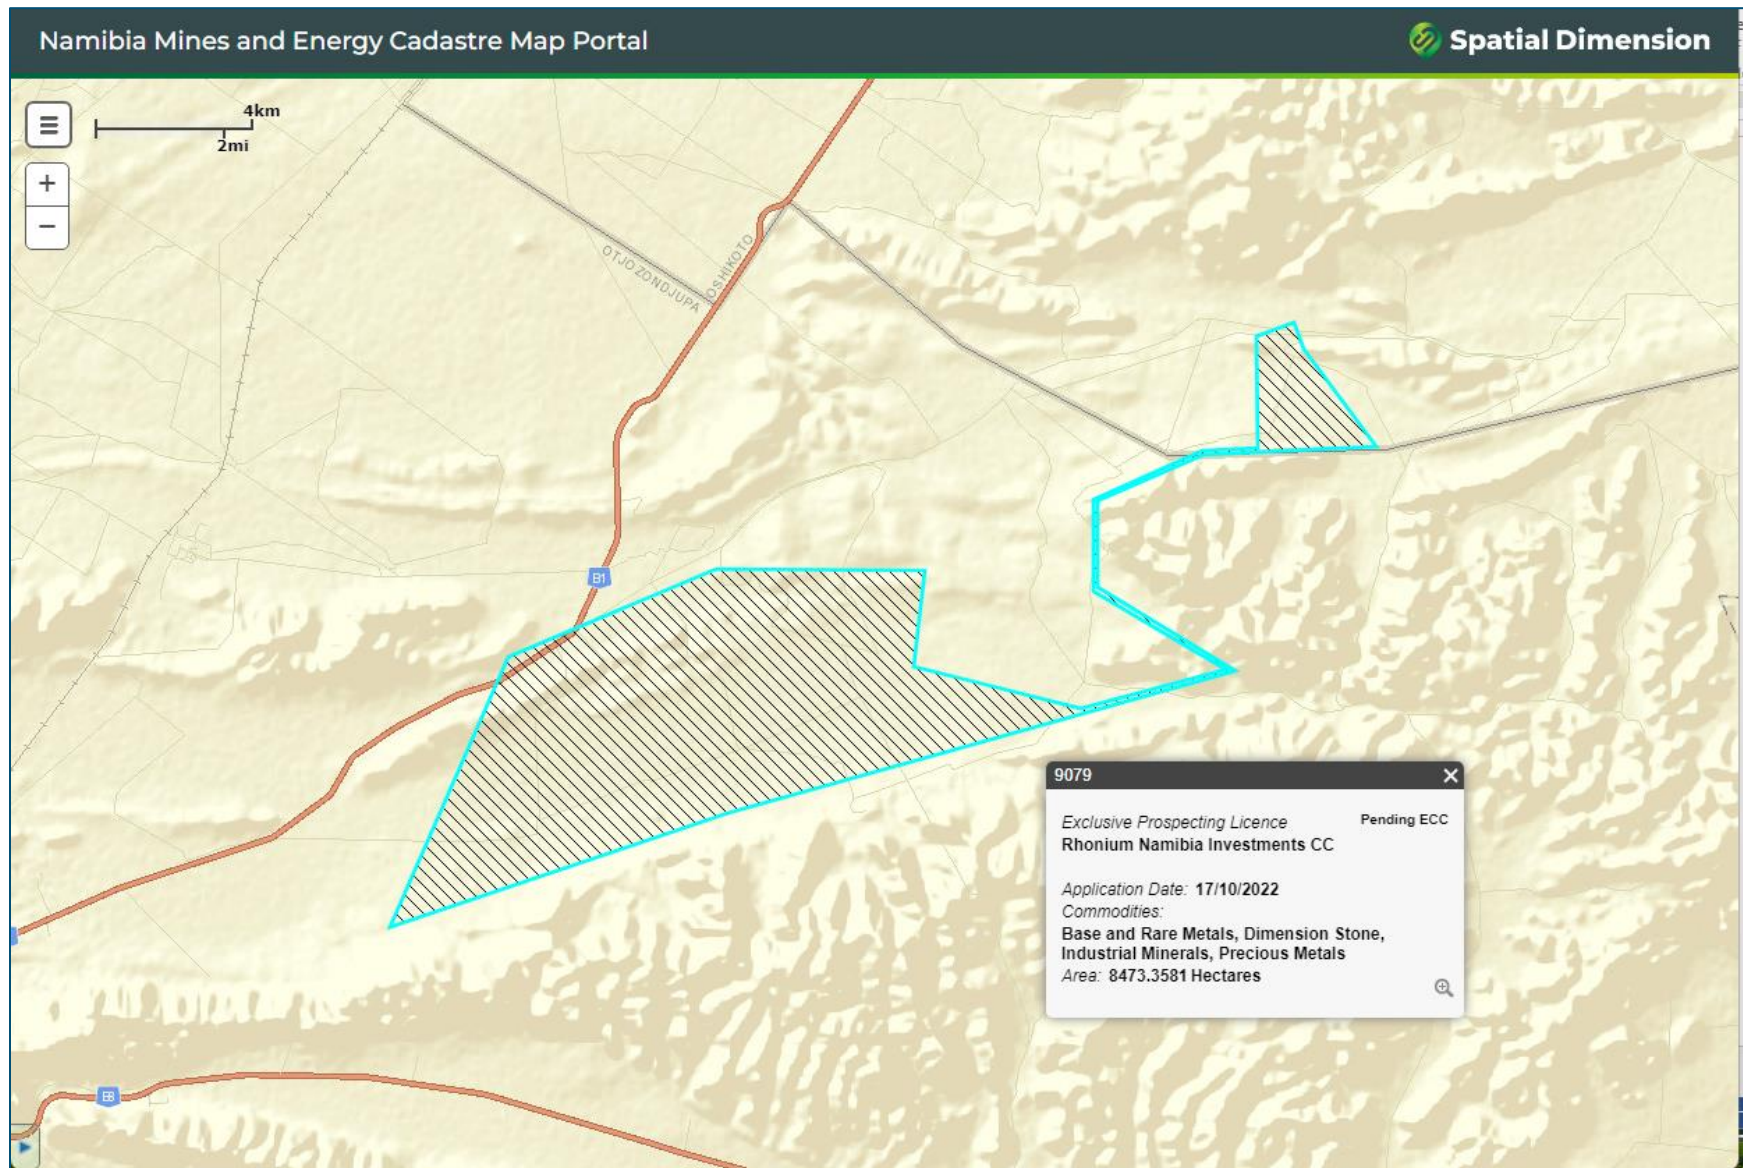 Namibia Mines and Energy Cadastre Map Portal
Spatial Dimension
4km
2mi
+
−
OTJOZONDJUPA
OSHIKOTO
B1
9079
Exclusive Prospecting Licence
Pending ECC
Rhonium Namibia Investments CC
Application Date: 17/10/2022
Commodities:
Base and Rare Metals, Dimension Stone,
Industrial Minerals, Precious Metals
Area: 8473.3581 Hectares
B8